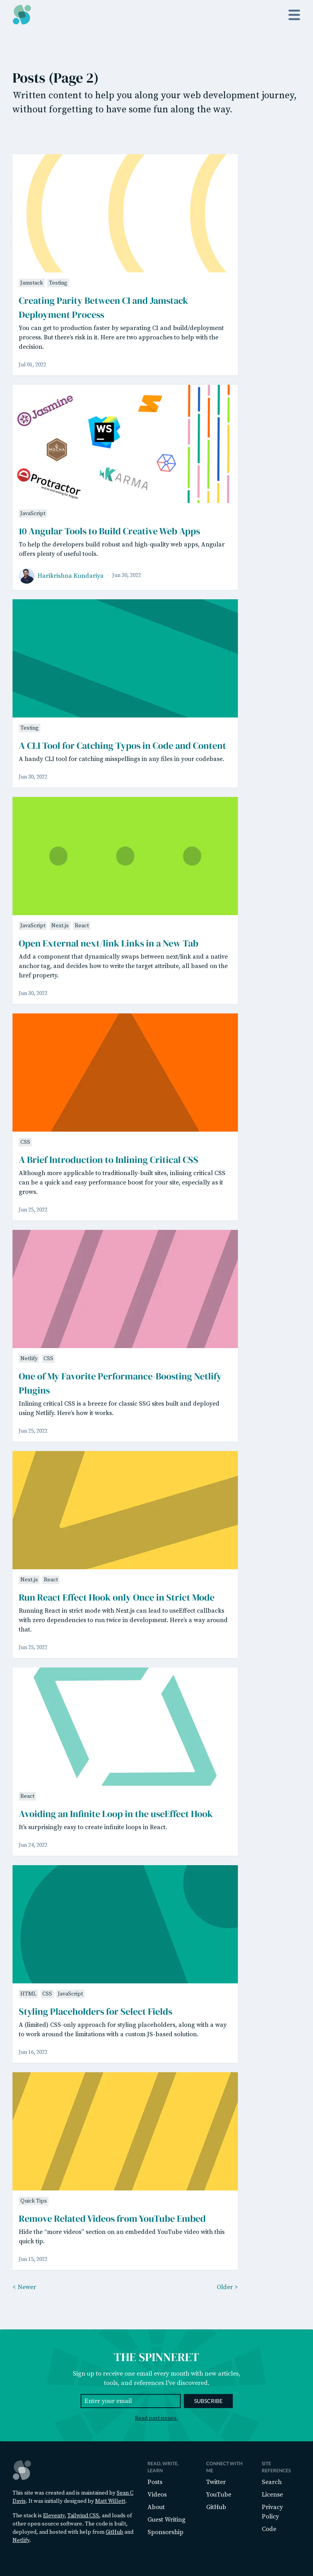 Posts (Page 2)
Written content to help you along your web development journey,
without forgetting to have some fun along the way.
Jamstack Testing
Creating Parity Between CI and Jamstack
Deployment Process
You can get to production faster by separating CI and build/deployment
process. But there's risk in it. Here are two approaches to help with the
decision.
Jul 01, 2022
Jasmine
MOCHA
WS
KARMA
Protractor
JavaScript
10 Angular Tools to Build Creative Web Apps
To help the developers build robust and high-quality web apps, Angular
offers plenty of useful tools.
Harikrishna Kundariya · Jun 30, 2022
Testing
A CLI Tool for Catching Typos in Code and Content
A handy CLI tool for catching misspellings in any files in your codebase.
Jun 30, 2022
JavaScript Next.js React
Open External next/link Links in a New Tab
Add a component that dynamically swaps between next/link and a native
anchor tag, and decides how to write the target attribute, all based on the
href property.
Jun 30, 2022
CSS
A Brief Introduction to Inlining Critical CSS
Although more applicable to traditionally-built sites, inlining critical CSS
can be a quick and easy performance boost for your site, especially as it
grows.
Jun 25, 2022
Netlify CSS
One of My Favorite Performance-Boosting Netlify
Plugins
Inlining critical CSS is a breeze for classic SSG sites built and deployed
using Netlify. Here's how it works.
Jun 25, 2022
Next.js React
Run React Effect Hook only Once in Strict Mode
Running React in strict mode with Next.js can lead to useEffect callbacks
with zero dependencies to run twice in development. Here's a way around
that.
Jun 25, 2022
React
Avoiding an Infinite Loop in the useEffect Hook
It's surprisingly easy to create infinite loops in React.
Jun 24, 2022
HTML CSS JavaScript
Styling Placeholders for Select Fields
A (limited) CSS-only approach for styling placeholders, along with a way
to work around the limitations with a custom JS-based solution.
Jun 16, 2022
Quick Tips
Remove Related Videos from YouTube Embed
Hide the "more videos" section on an embedded YouTube video with this
quick tip.
Jun 15, 2022
< Newer
Older >
THE SPINNERET
Sign up to receive one email every month with new articles,
tools, and references I've discovered.
Enter your email
SUBSCRIBE
Read past issues.
This site was created and is maintained by Sean C
Davis. It was initially designed by Matt Willett.
The stack is Eleventy, Tailwind CSS, and loads of
other open source software. The code is built,
deployed, and hosted with help from GitHub and
Netlify.
READ, WRITE,
LEARN
Posts
Videos
About
Guest Writing
Sponsorship
CONNECT WITH
ME
Twitter
YouTube
GitHub
SITE
REFERENCES
Search
License
Privacy
Policy
Code